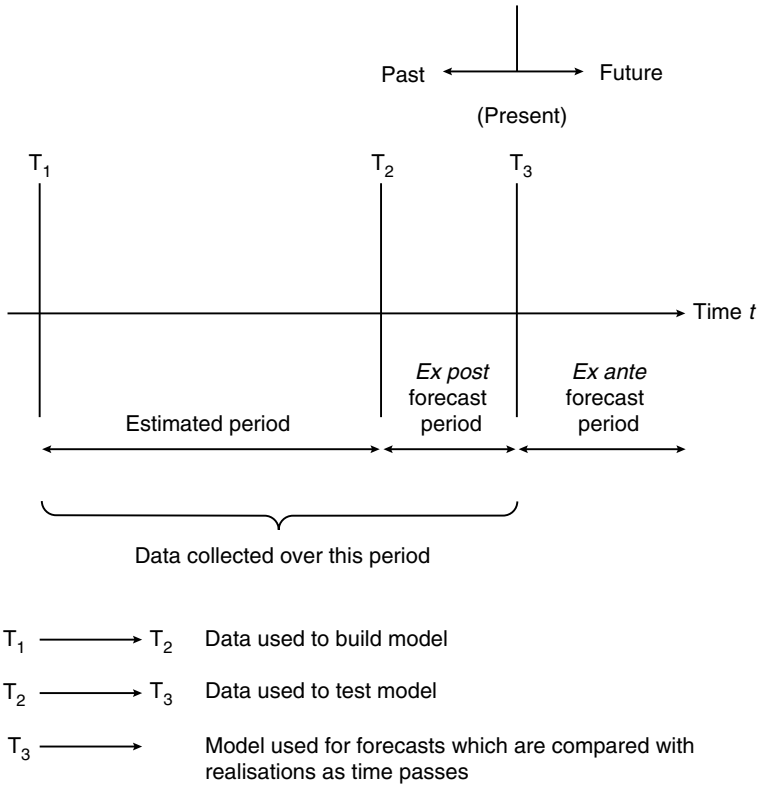 Past Future
(Present)
T1 T2 T3
Time t
Ex post Ex ante
forecast forecast
Estimated period period period
Data collected over this period
T1 T2 Data used to build model
T2 T3 Data used to test model
T3 Model used for forecasts which are compared with
realisations as time passes